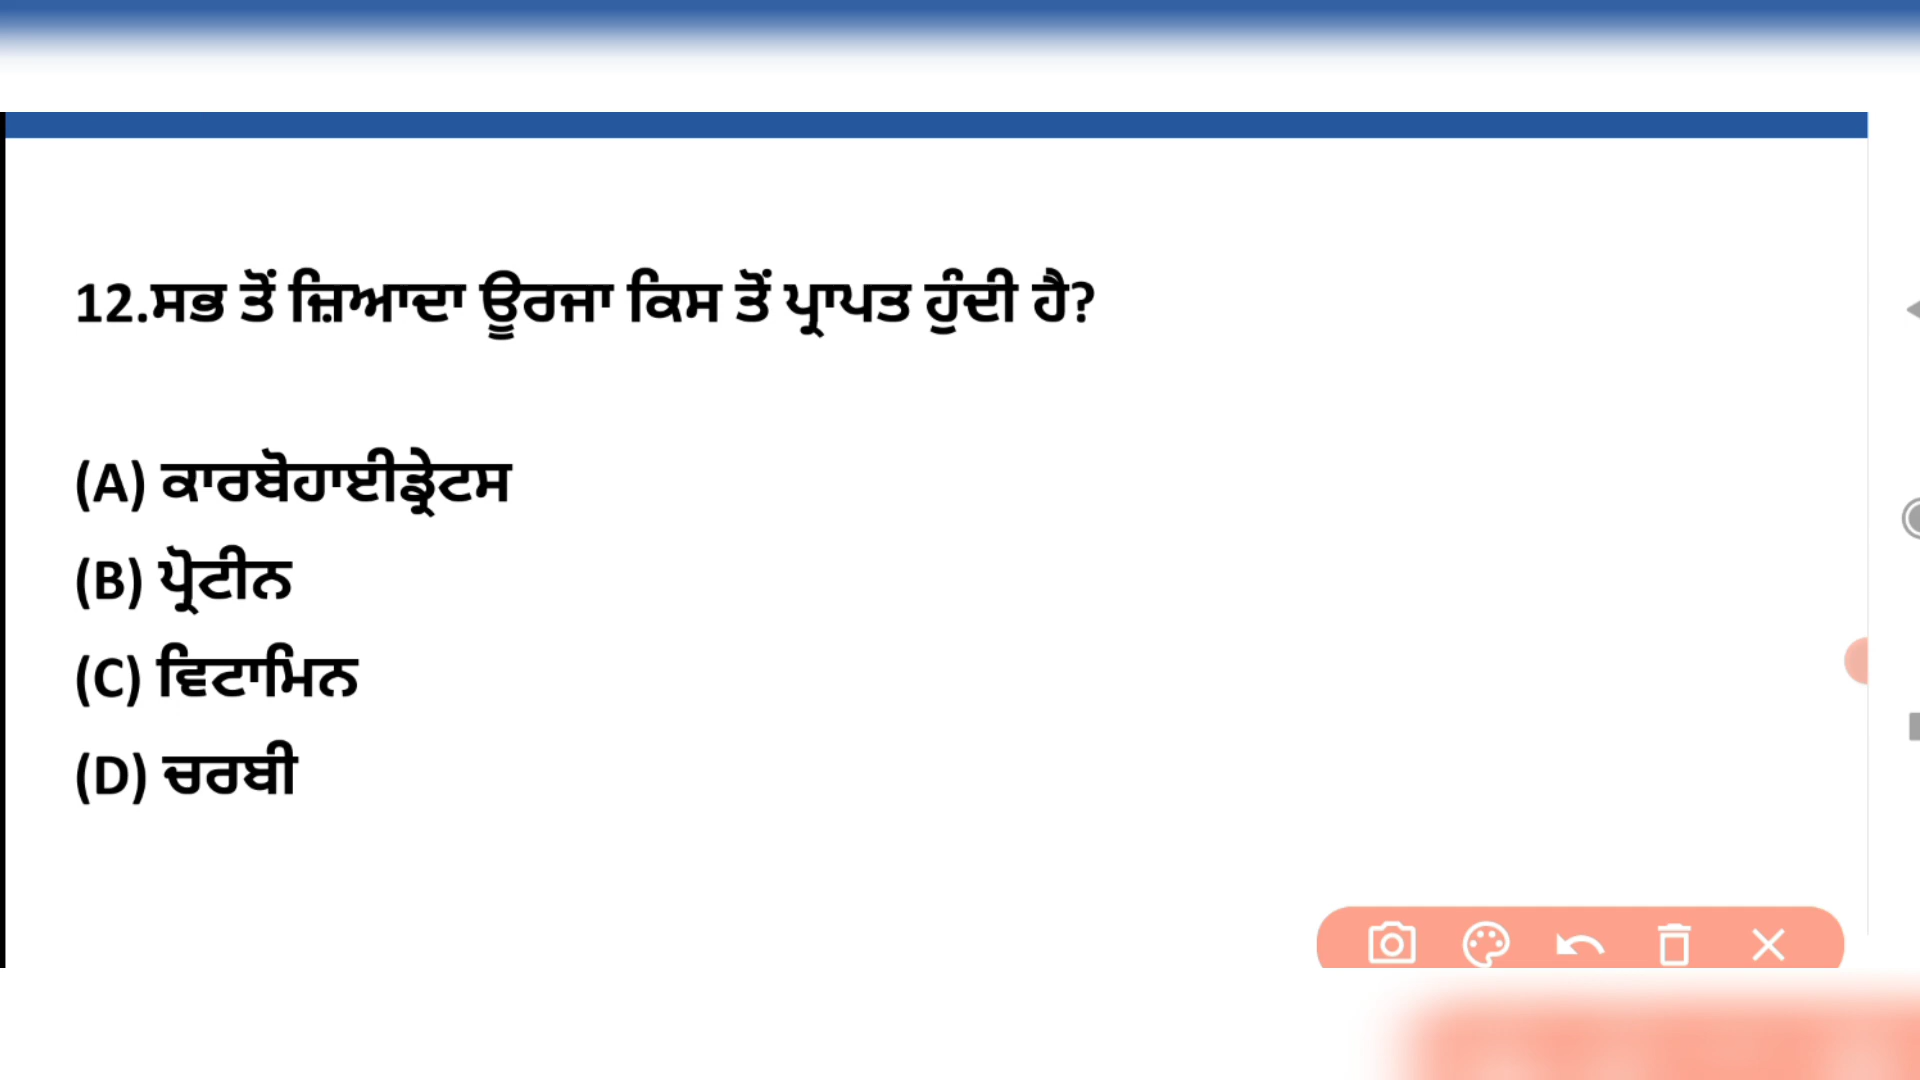 12.ਸਭ ਤੋਂ ਜ਼ਿਆਦਾ ਊਰਜਾ ਕਿਸ ਤੋਂ ਪ੍ਰਾਪਤ ਹੁੰਦੀ ਹੈ?
(A) ਕਾਰਬੋਹਾਈਡ੍ਰੇਟਸ
(B) ਪ੍ਰੋਟੀਨ
(C) ਵਿਟਾਮਿਨ
(D) ਚਰਬੀ